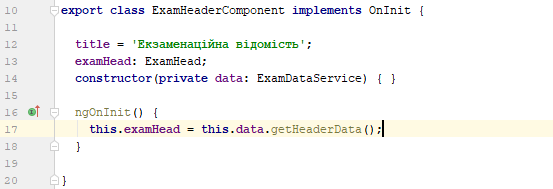 10 export class ExamHeaderComponent implements OnInit {
11
12 title = 'Екзаменаційна відомість';
13 examHead: ExamHead;
14 constructor(private data: ExamDataService) { }
15
16 ngOnInit() {
17 this.examHead = this.data.getHeaderData();
18 }
19
20 }